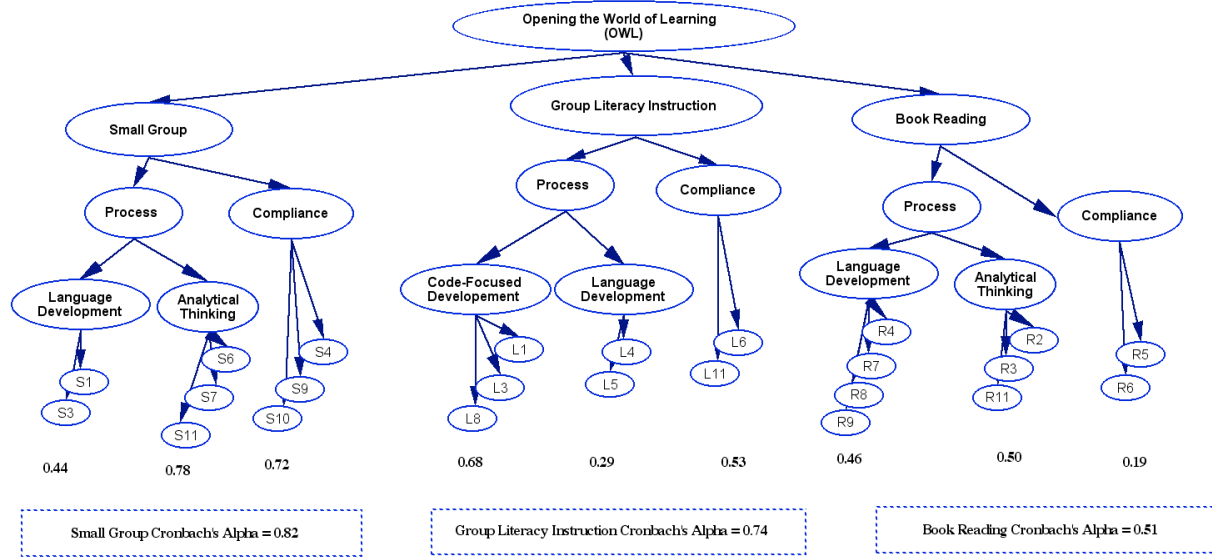 Opening the World of Learning
(OWL)
Small Group
Group Literacy Instruction
Book Reading
Process
Compliance
Process
Compliance
Process
Compliance
Language
Development
Analytical
Thinking
Code-Focused
Developement
Language
Development
Language
Development
Analytical
Thinking
S1
S3
S6
S7
S11
S4
S9
S10
L1
L3
L8
L4
L5
L6
L11
R4
R7
R8
R9
R2
R3
R11
R5
R6
0.44
0.78
0.72
0.68
0.29
0.53
0.46
0.50
0.19
Small Group Cronbach's Alpha = 0.82
Group Literacy Instruction Cronbach's Alpha = 0.74
Book Reading Cronbach's Alpha = 0.51